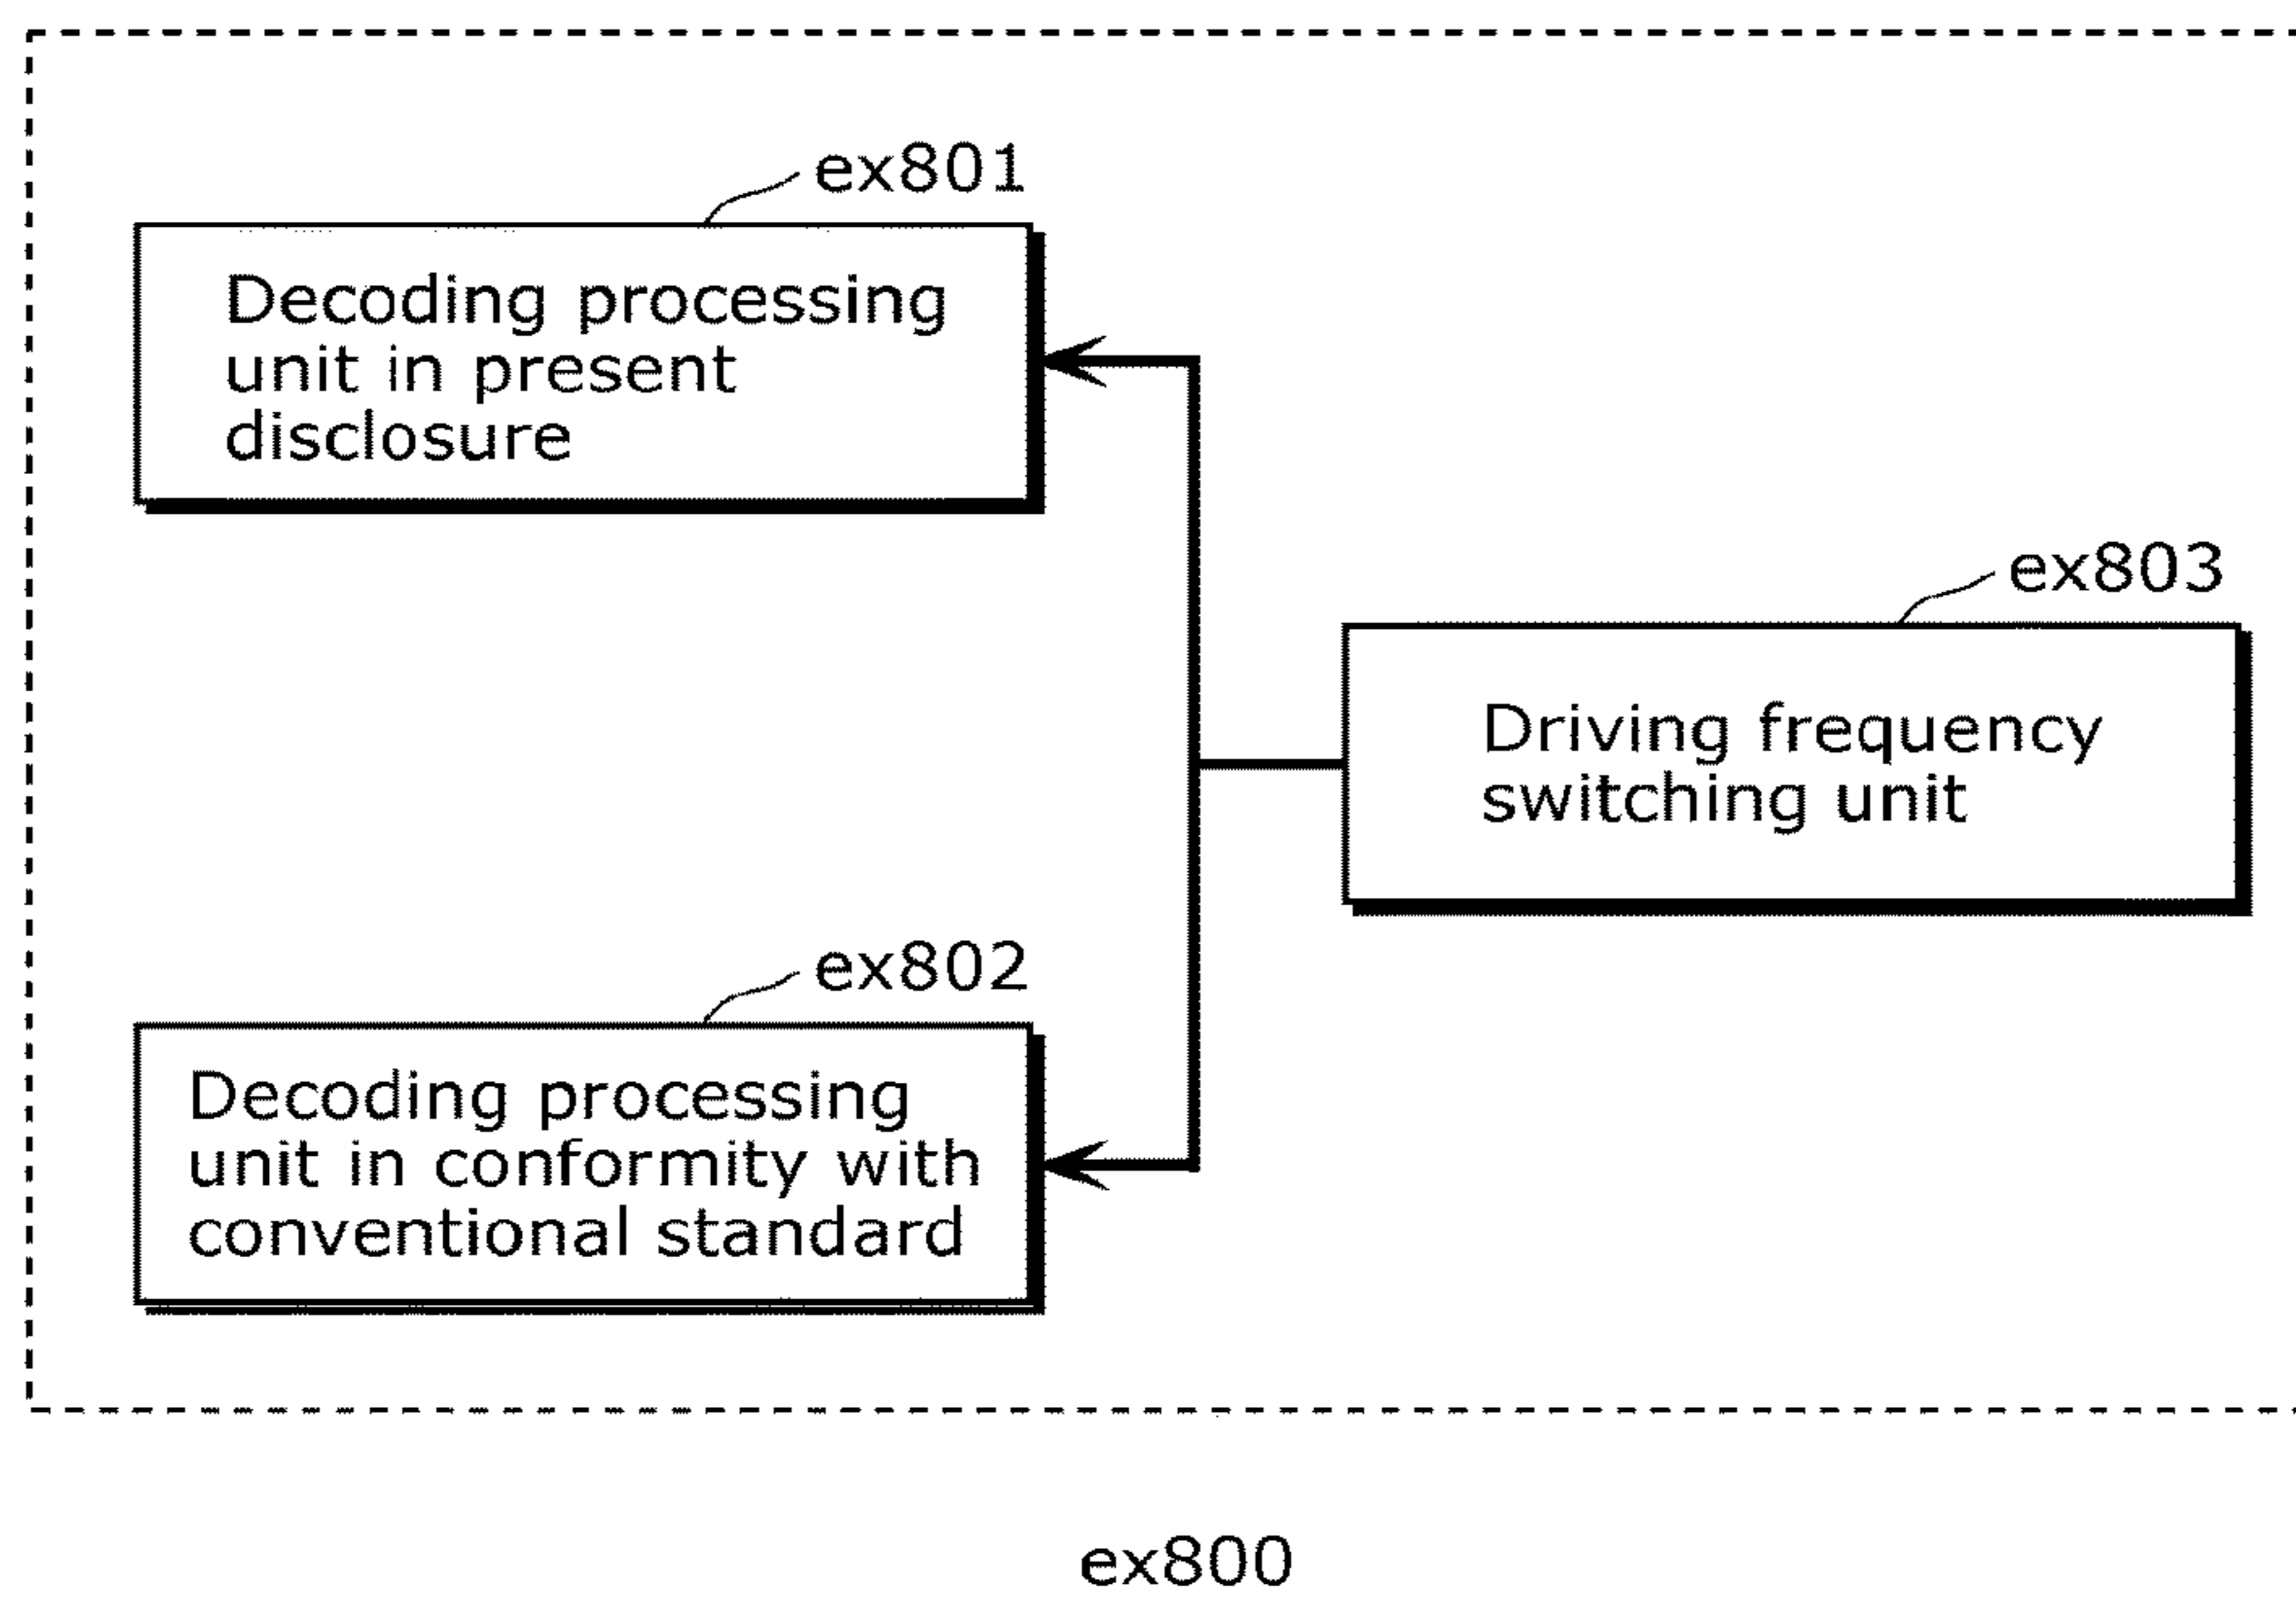 ex801
Decoding processing
unit in present
disclosure
ex803
Driving frequency
switching unit
ex802
Decoding processing
unit in conformity with
conventional standard
ex800